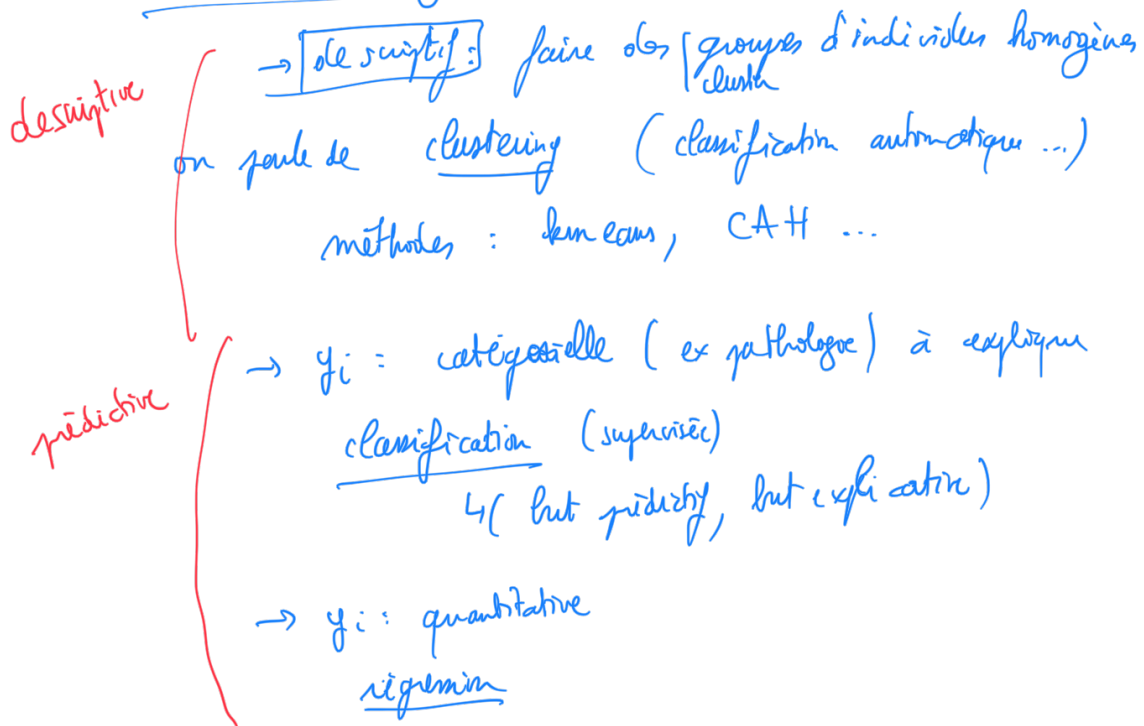 → descriptif : faire des groupes d'individus homogènes
cluster
descriptive
on parle de clustering (classification automatique ...)
méthodes : kmeans, CAH ...
→ yi : catégorielle (ex pathologie) à expliquer
prédictive
classification (supervisée)
↳ ( but prédictif, but explicative )
→ yi : quantitative
régression